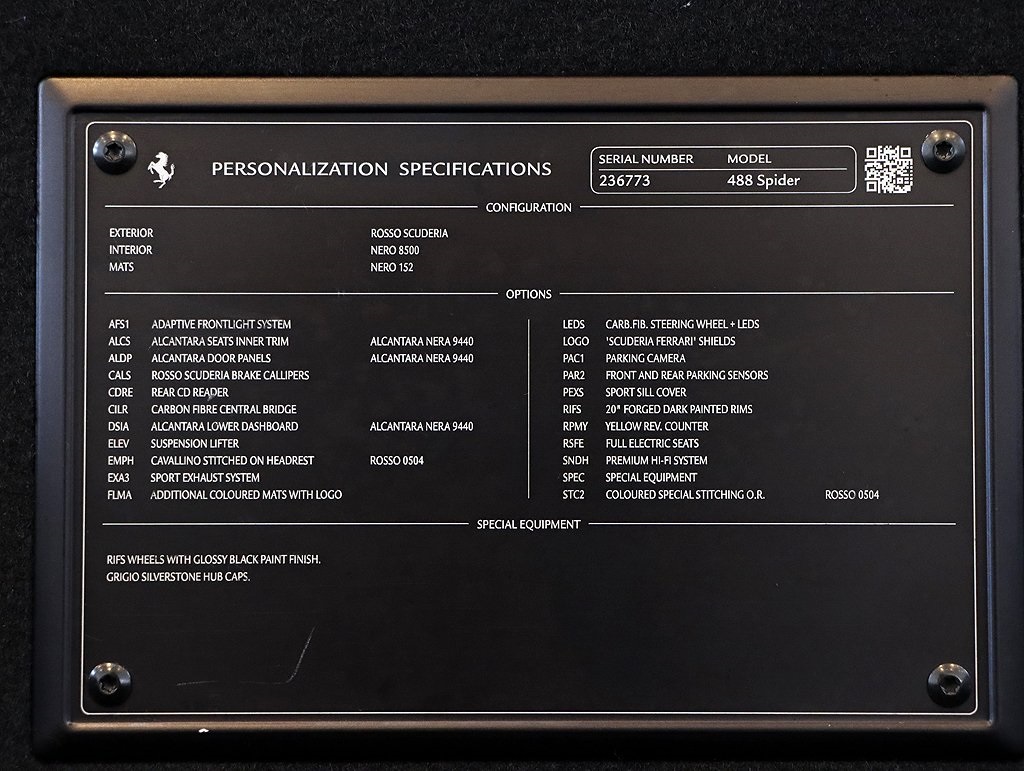 PERSONALIZATION SPECIFICATIONS
SERIAL NUMBER MODEL
236773 488 Spider
CONFIGURATION
EXTERIOR ROSSO SCUDERIA
INTERIOR NERO 8500
MATS NERO 152
OPTIONS
AFS1 ADAPTIVE FRONTLIGHT SYSTEM
ALCS ALCANTARA SEATS INNER TRIM ALCANTARA NERA 9440
ALDP ALCANTARA DOOR PANELS ALCANTARA NERA 9440
CALS ROSSO SCUDERIA BRAKE CALLIPERS
CDRE REAR CD READER
CILR CARBON FIBRE CENTRAL BRIDGE
DSIA ALCANTARA LOWER DASHBOARD ALCANTARA NERA 9440
ELEV SUSPENSION LIFTER
EMPH CAVALLINO STITCHED ON HEADREST ROSSO 0504
EXA3 SPORT EXHAUST SYSTEM
FLMA ADDITIONAL COLOURED MATS WITH LOGO
LEDS CARB.FIB. STEERING WHEEL + LEDS
LOGO 'SCUDERIA FERRARI' SHIELDS
PAC1 PARKING CAMERA
PAR2 FRONT AND REAR PARKING SENSORS
PEXS SPORT SILL COVER
RIFS 20" FORGED DARK PAINTED RIMS
RPMY YELLOW REV. COUNTER
RSFE FULL ELECTRIC SEATS
SNDH PREMIUM HI-FI SYSTEM
SPEC SPECIAL EQUIPMENT
STC2 COLOURED SPECIAL STITCHING O.R. ROSSO 0504
SPECIAL EQUIPMENT
RIFS WHEELS WITH GLOSSY BLACK PAINT FINISH.
GRIGIO SILVERSTONE HUB CAPS.